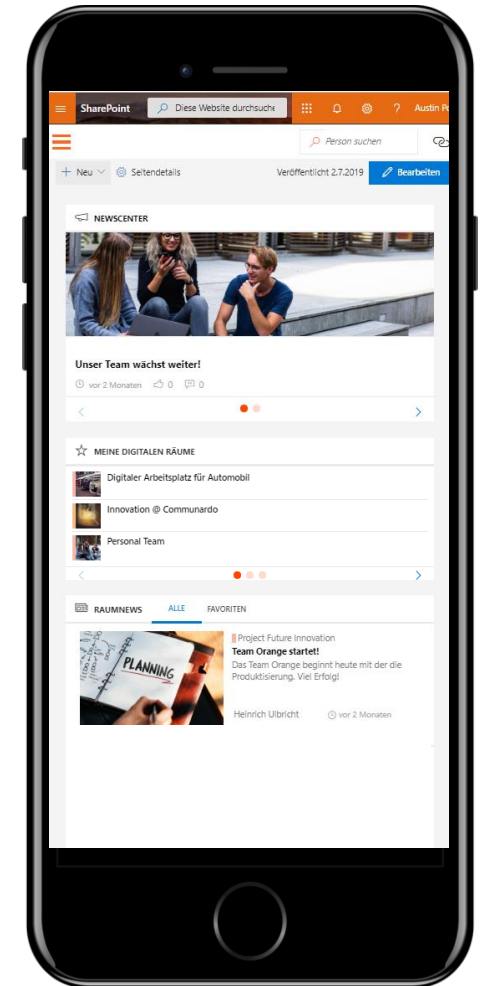 SharePoint Diese Website durchsuche ? Austin Po
Person suchen
+ Neu Seitendetails Veröffentlicht 2.7.2019 Bearbeiten
NEWSCENTER
Unser Team wächst weiter!
vor 2 Monaten 0 0
MEINE DIGITALEN RÄUME
Digitaler Arbeitsplatz für Automobil
Innovation @ Communardo
Personal Team
RAUMNEWS ALLE FAVORITEN
PLANNING
Project Future Innovation
Team Orange startet!
Das Team Orange beginnt heute mit der die
Produktisierung. Viel Erfolg!
Heinrich Ulbricht vor 2 Monaten